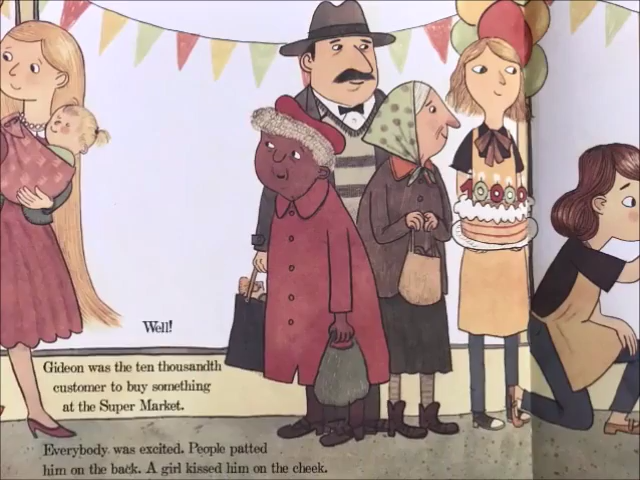 10000
Well!
Gideon was the ten thousandth
customer to buy something
at the Super Market.
Everybody was excited. People patted
him on the back. A girl kissed him on the cheek.